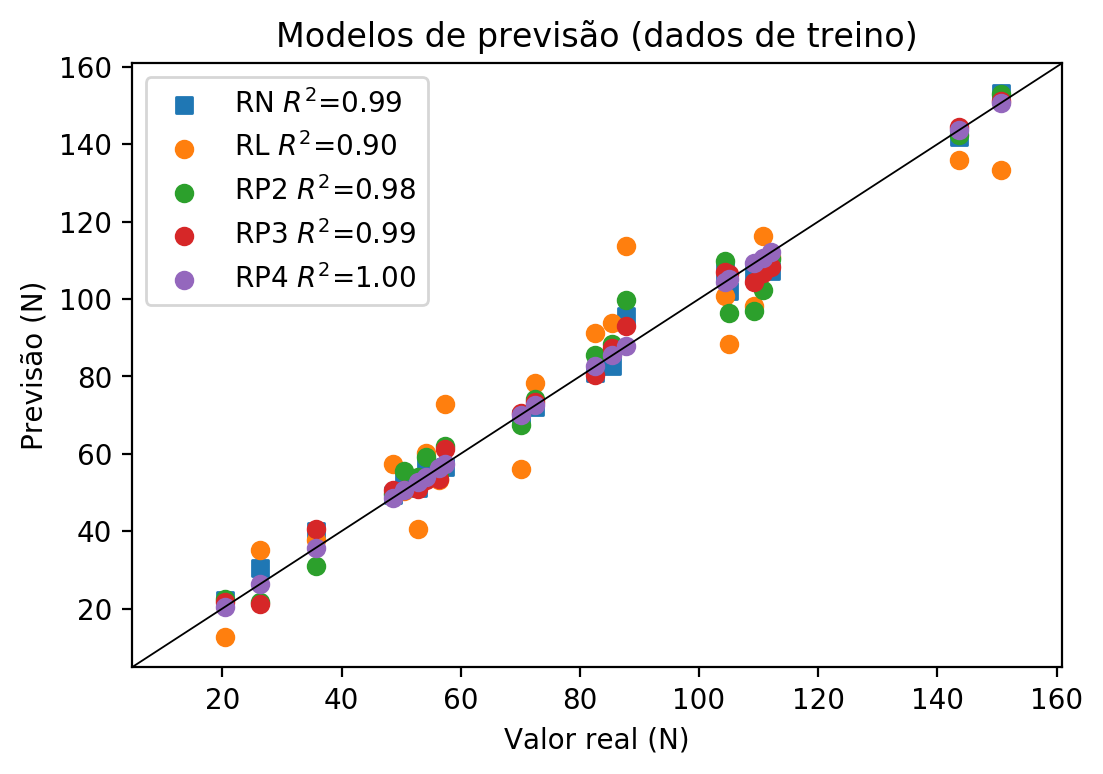 Modelos de previsão (dados de treino)
160
140
120
100
80
60
40
20
Previsão (N)
RN R²=0.99
RL R²=0.90
RP2 R²=0.98
RP3 R²=0.99
RP4 R²=1.00
20 40 60 80 100 120 140 160
Valor real (N)